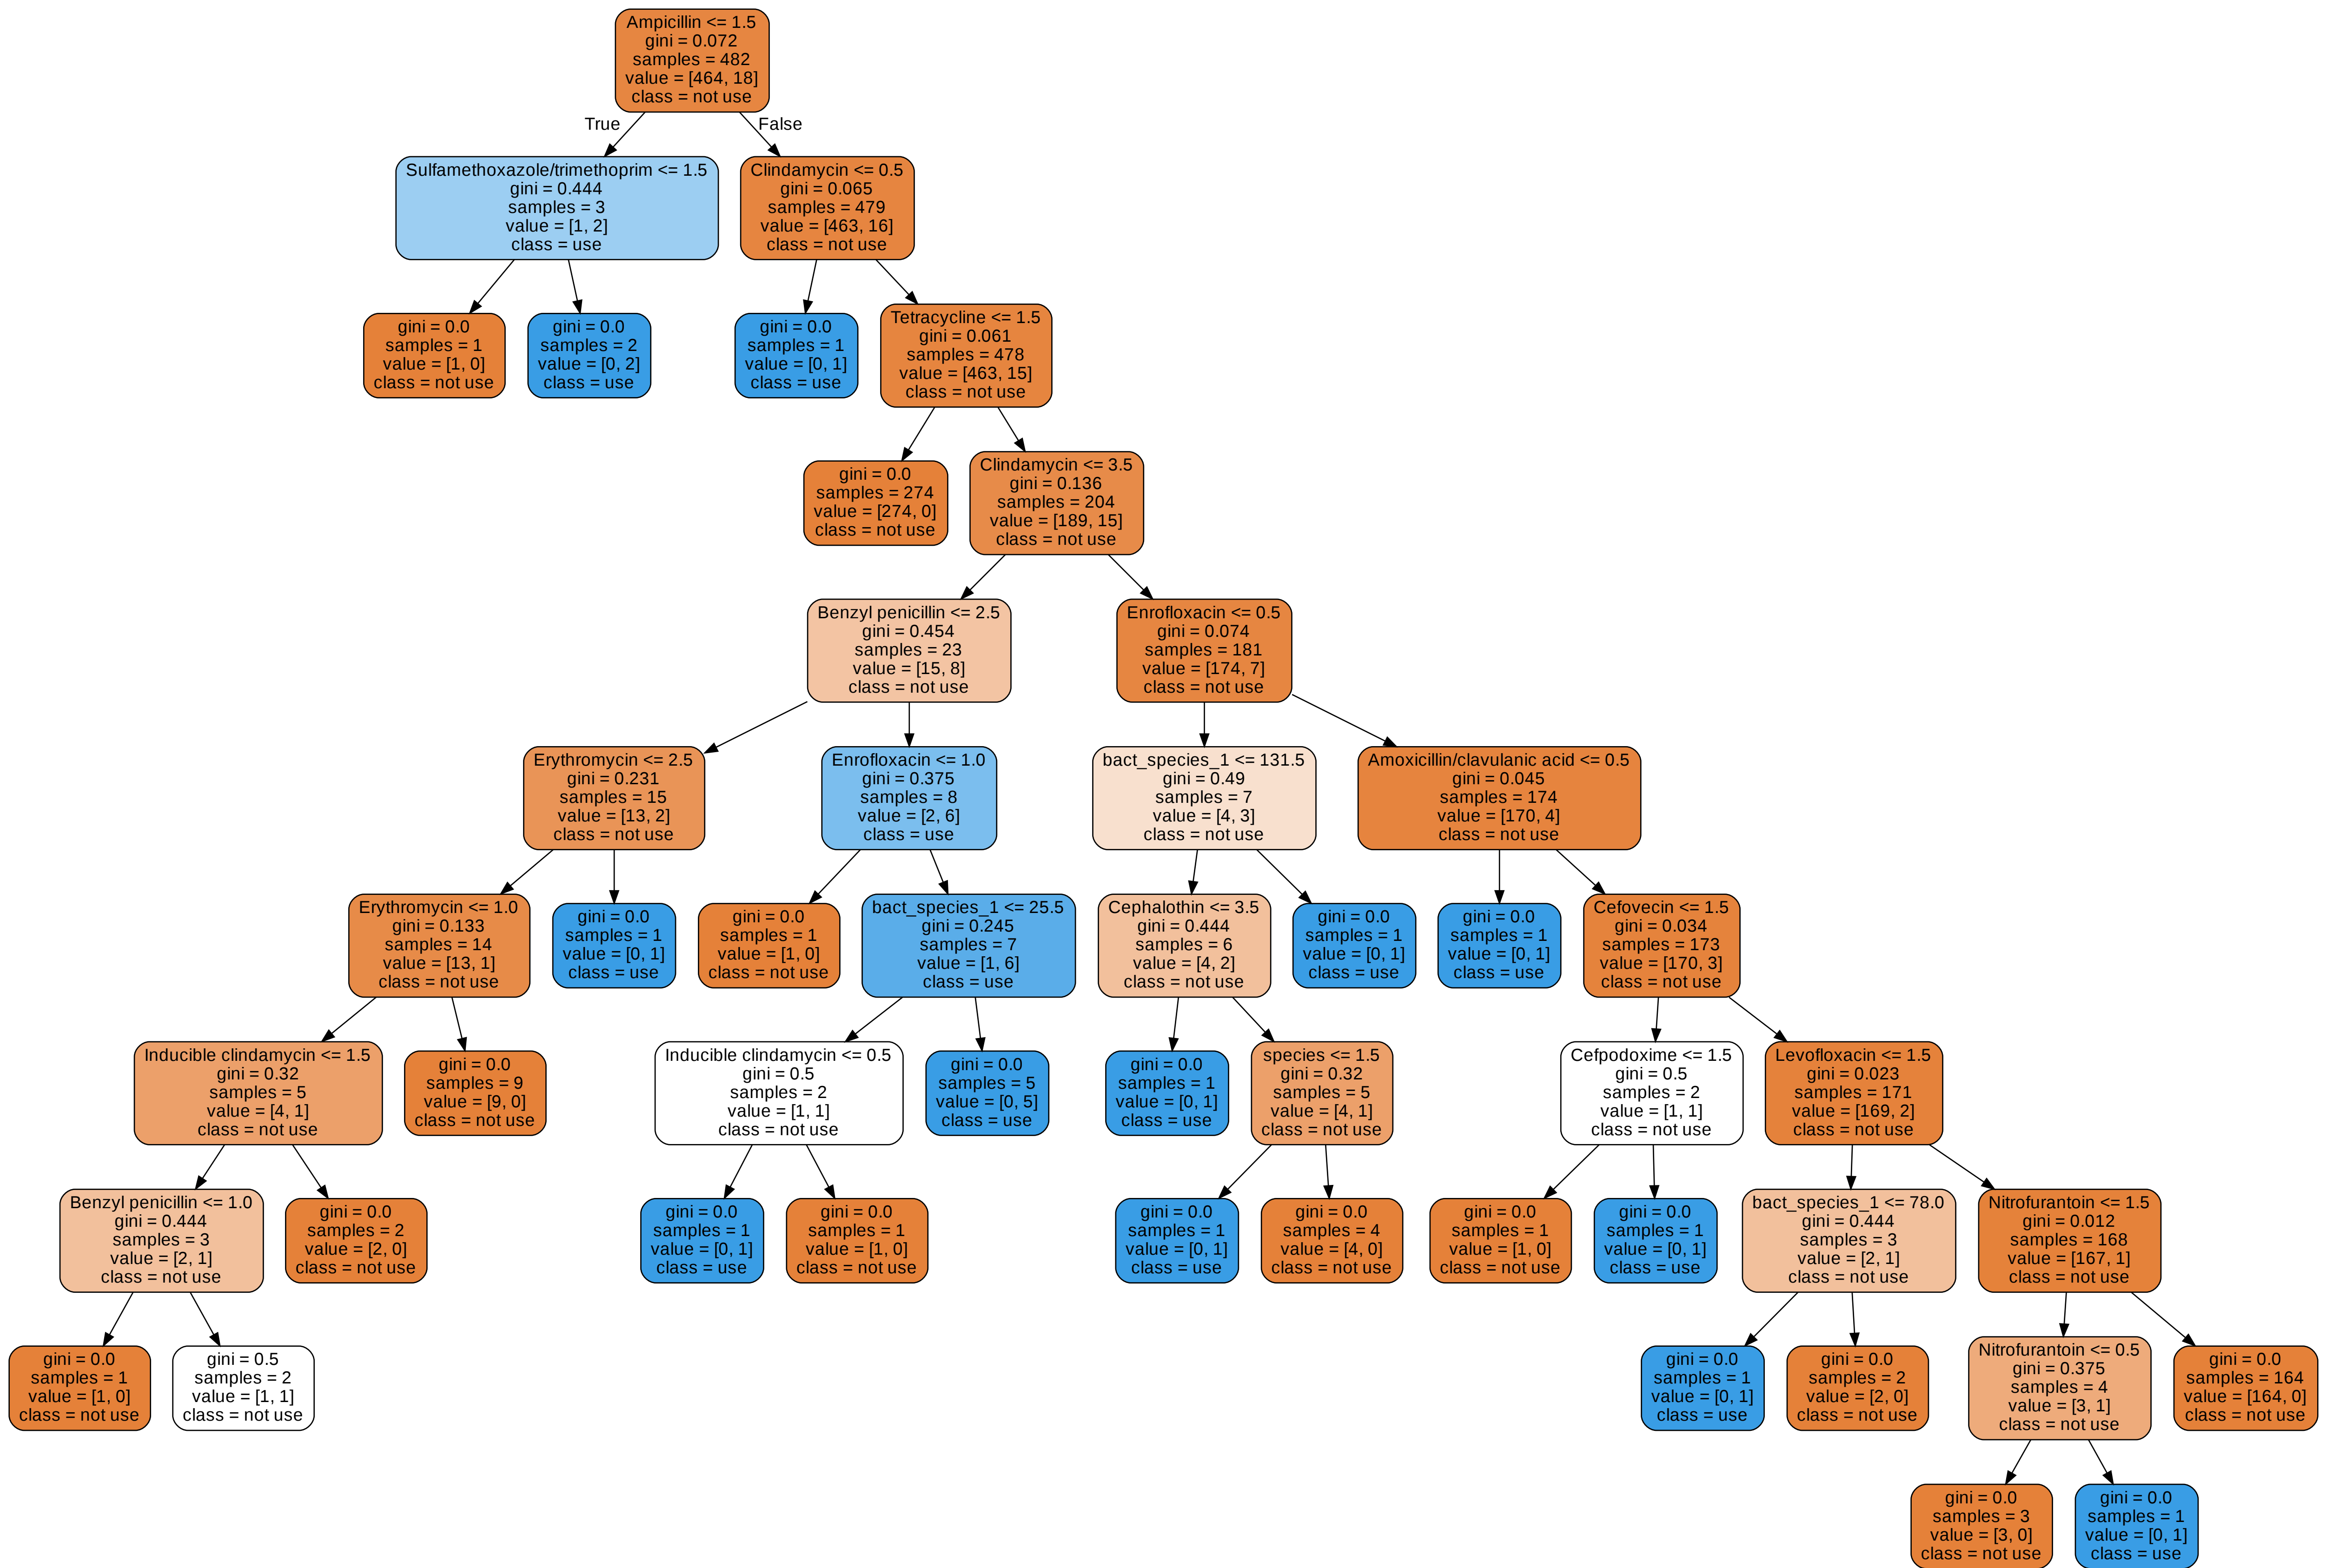 Ampicillin <= 1.5
gini = 0.072
samples = 482
value = [464, 18]
class = not use
True
False
Sulfamethoxazole/trimethoprim <= 1.5
gini = 0.444
samples = 3
value = [1, 2]
class = use
Clindamycin <= 0.5
gini = 0.065
samples = 479
value = [463, 16]
class = not use
gini = 0.0
samples = 1
value = [1, 0]
class = not use
gini = 0.0
samples = 2
value = [0, 2]
class = use
gini = 0.0
samples = 1
value = [0, 1]
class = use
Tetracycline <= 1.5
gini = 0.061
samples = 478
value = [463, 15]
class = not use
gini = 0.0
samples = 274
value = [274, 0]
class = not use
Clindamycin <= 3.5
gini = 0.136
samples = 204
value = [189, 15]
class = not use
Benzyl penicillin <= 2.5
gini = 0.454
samples = 23
value = [15, 8]
class = not use
Enrofloxacin <= 0.5
gini = 0.074
samples = 181
value = [174, 7]
class = not use
Erythromycin <= 2.5
gini = 0.231
samples = 15
value = [13, 2]
class = not use
Enrofloxacin <= 1.0
gini = 0.375
samples = 8
value = [2, 6]
class = use
bact_species_1 <= 131.5
gini = 0.49
samples = 7
value = [4, 3]
class = not use
Amoxicillin/clavulanic acid <= 0.5
gini = 0.045
samples = 174
value = [170, 4]
class = not use
Erythromycin <= 1.0
gini = 0.133
samples = 14
value = [13, 1]
class = not use
gini = 0.0
samples = 1
value = [0, 1]
class = use
gini = 0.0
samples = 1
value = [1, 0]
class = not use
bact_species_1 <= 25.5
gini = 0.245
samples = 7
value = [1, 6]
class = use
Cephalothin <= 3.5
gini = 0.444
samples = 6
value = [4, 2]
class = not use
gini = 0.0
samples = 1
value = [0, 1]
class = use
gini = 0.0
samples = 1
value = [0, 1]
class = use
Cefovecin <= 1.5
gini = 0.034
samples = 173
value = [170, 3]
class = not use
Inducible clindamycin <= 1.5
gini = 0.32
samples = 5
value = [4, 1]
class = not use
gini = 0.0
samples = 9
value = [9, 0]
class = not use
Inducible clindamycin <= 0.5
gini = 0.5
samples = 2
value = [1, 1]
class = not use
gini = 0.0
samples = 5
value = [0, 5]
class = use
gini = 0.0
samples = 1
value = [0, 1]
class = use
species <= 1.5
gini = 0.32
samples = 5
value = [4, 1]
class = not use
Cefpodoxime <= 1.5
gini = 0.5
samples = 2
value = [1, 1]
class = not use
Levofloxacin <= 1.5
gini = 0.023
samples = 171
value = [169, 2]
class = not use
Benzyl penicillin <= 1.0
gini = 0.444
samples = 3
value = [2, 1]
class = not use
gini = 0.0
samples = 2
value = [2, 0]
class = not use
gini = 0.0
samples = 1
value = [0, 1]
class = use
gini = 0.0
samples = 1
value = [1, 0]
class = not use
gini = 0.0
samples = 1
value = [0, 1]
class = use
gini = 0.0
samples = 4
value = [4, 0]
class = not use
gini = 0.0
samples = 1
value = [1, 0]
class = not use
gini = 0.0
samples = 1
value = [0, 1]
class = use
bact_species_1 <= 78.0
gini = 0.444
samples = 3
value = [2, 1]
class = not use
Nitrofurantoin <= 1.5
gini = 0.012
samples = 168
value = [167, 1]
class = not use
gini = 0.0
samples = 1
value = [1, 0]
class = not use
gini = 0.5
samples = 2
value = [1, 1]
class = not use
gini = 0.0
samples = 1
value = [0, 1]
class = use
gini = 0.0
samples = 2
value = [2, 0]
class = not use
Nitrofurantoin <= 0.5
gini = 0.375
samples = 4
value = [3, 1]
class = not use
gini = 0.0
samples = 164
value = [164, 0]
class = not use
gini = 0.0
samples = 3
value = [3, 0]
class = not use
gini = 0.0
samples = 1
value = [0, 1]
class = use